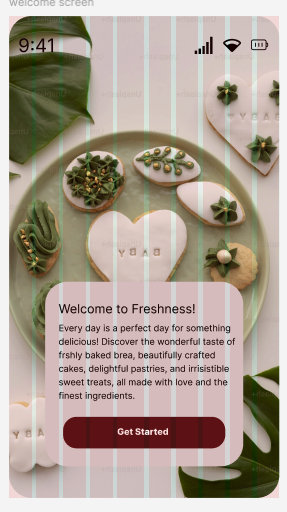 welcome screen
9:41
BABY
BABY
Welcome to Freshness!
Every day is a perfect day for something
delicious! Discover the wonderful taste of
frshly baked brea, beautifully crafted
cakes, delightful pastries, and irrisistible
sweet treats, all made with love and the
finest ingredients.
Get Started